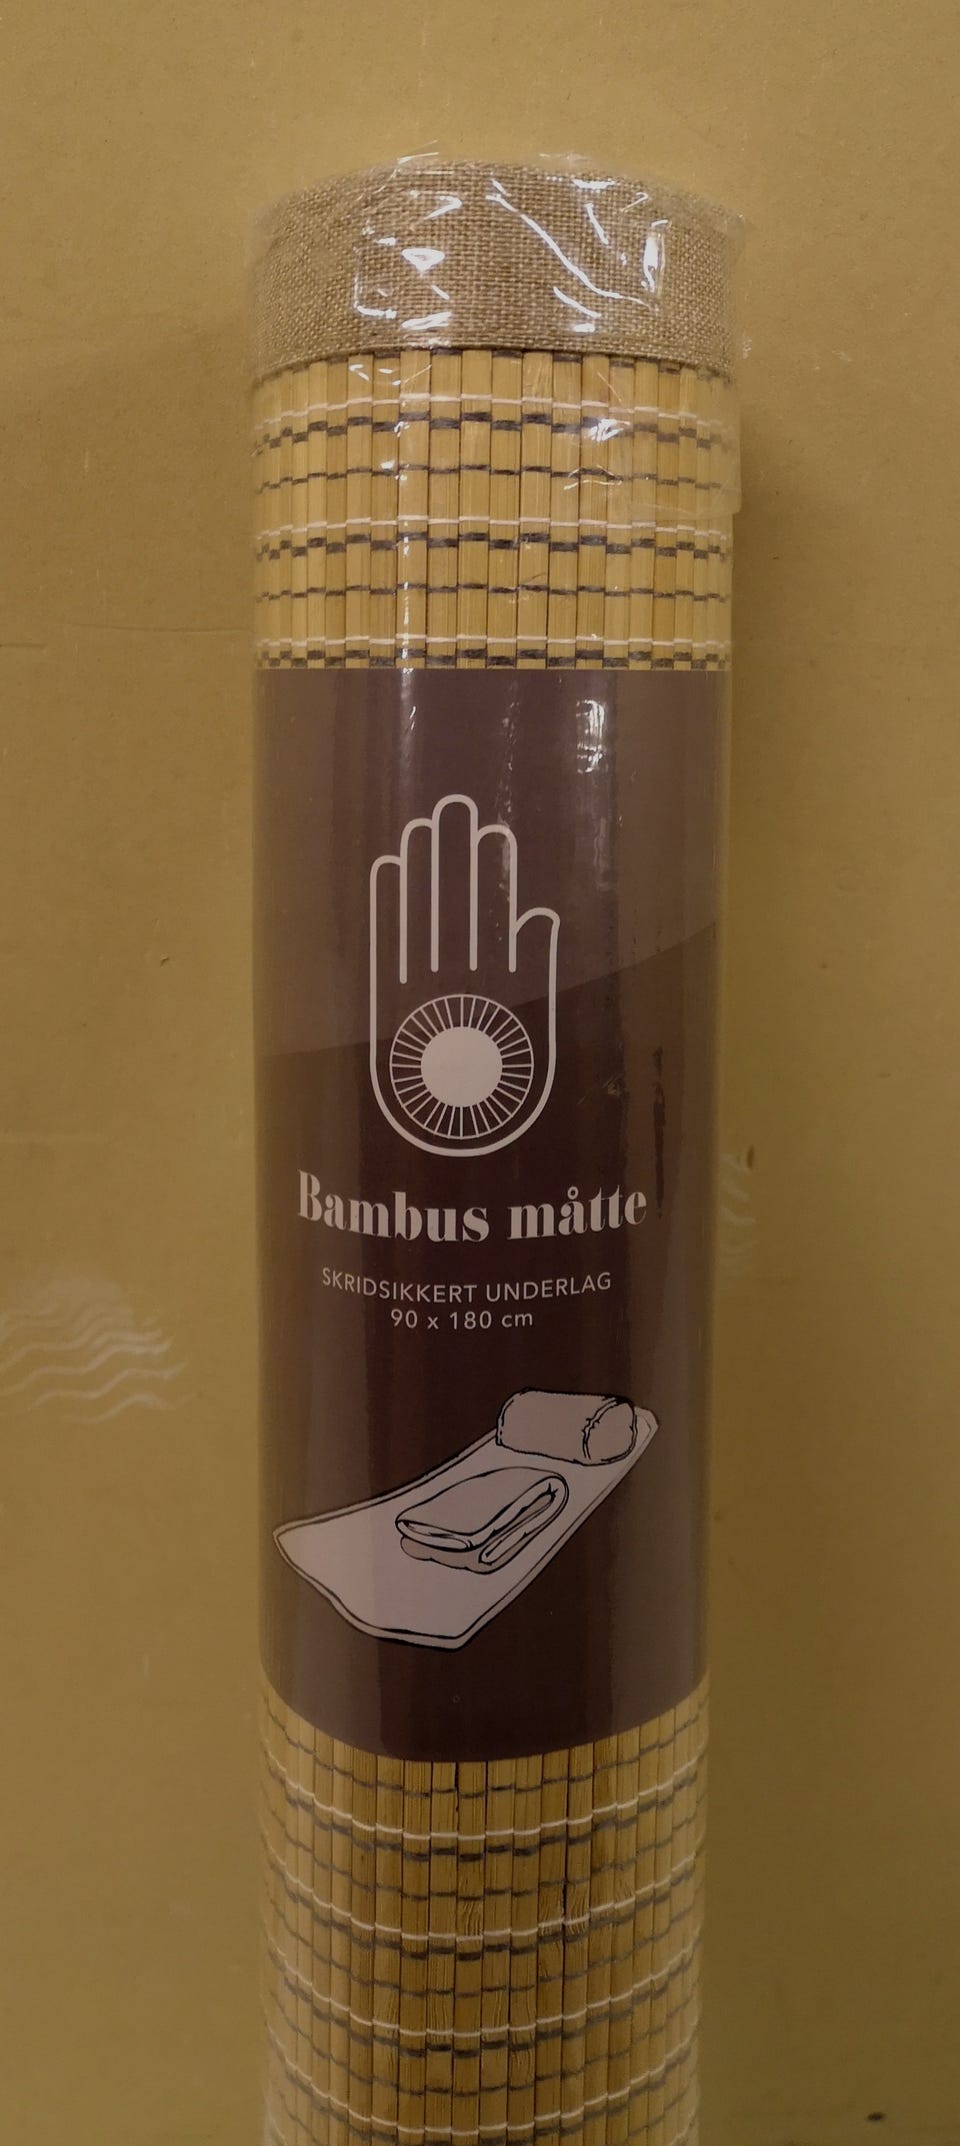 Bambus måtte
SKRIDSIKKERT UNDERLAG
90 x 180 cm